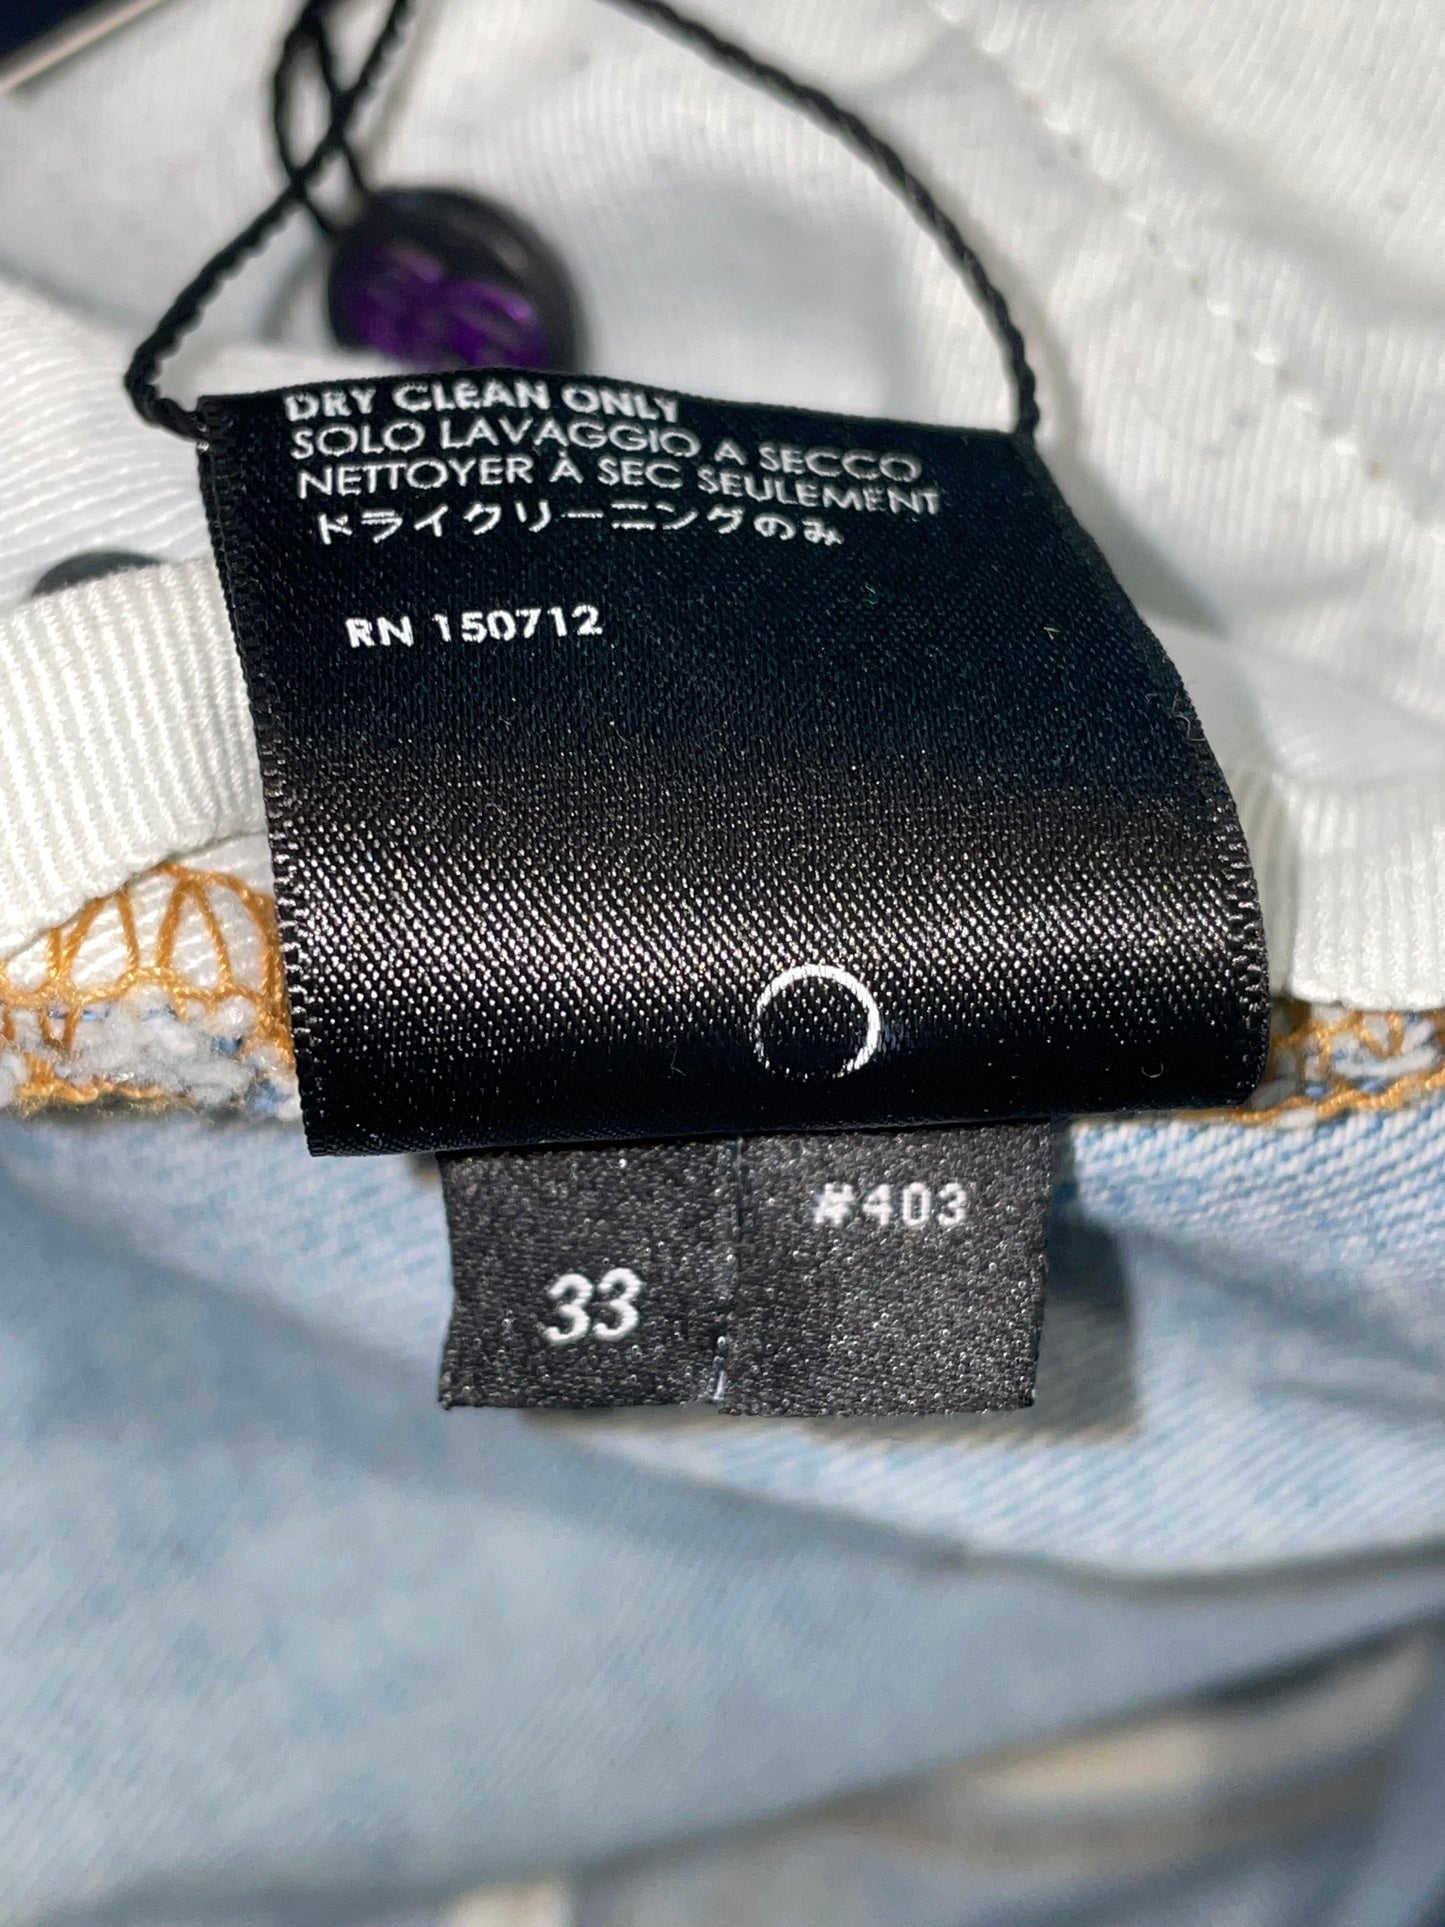 DRY CLEAN ONLY
SOLO LAVAGGIO A SECCO
NETTOYER À SEC SEULEMENT
ドライクリーニングのみ
RN 150712
#403
33